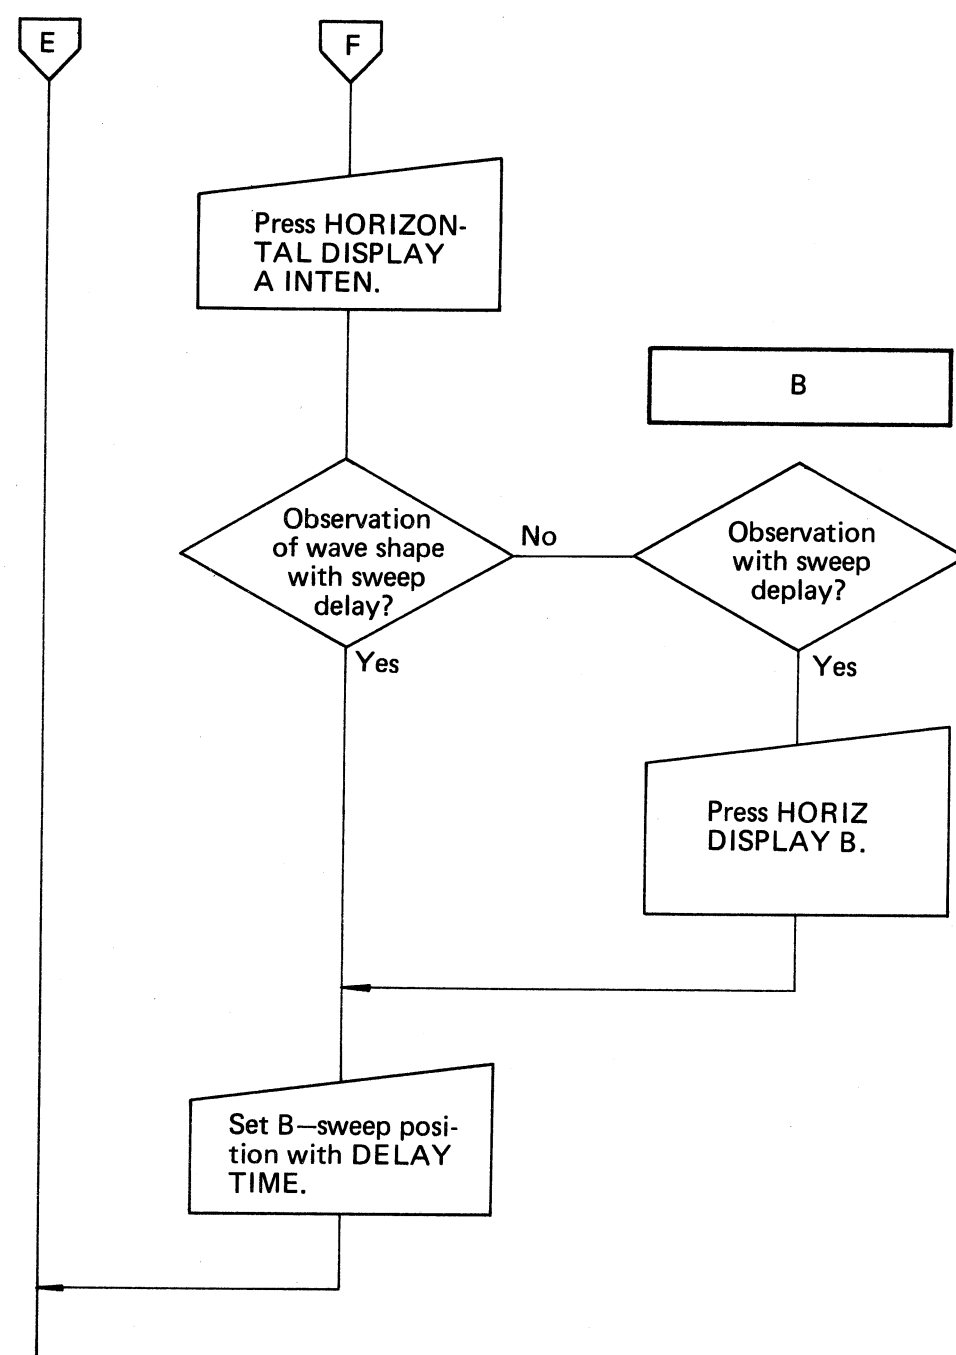 E
F
Press HORIZON-
TAL DISPLAY
A INTEN.
B
Observation
of wave shape
with sweep
delay?
No
Observation
with sweep
deplay?
Yes
Yes
Press HORIZ
DISPLAY B.
Set B—sweep posi-
tion with DELAY
TIME.